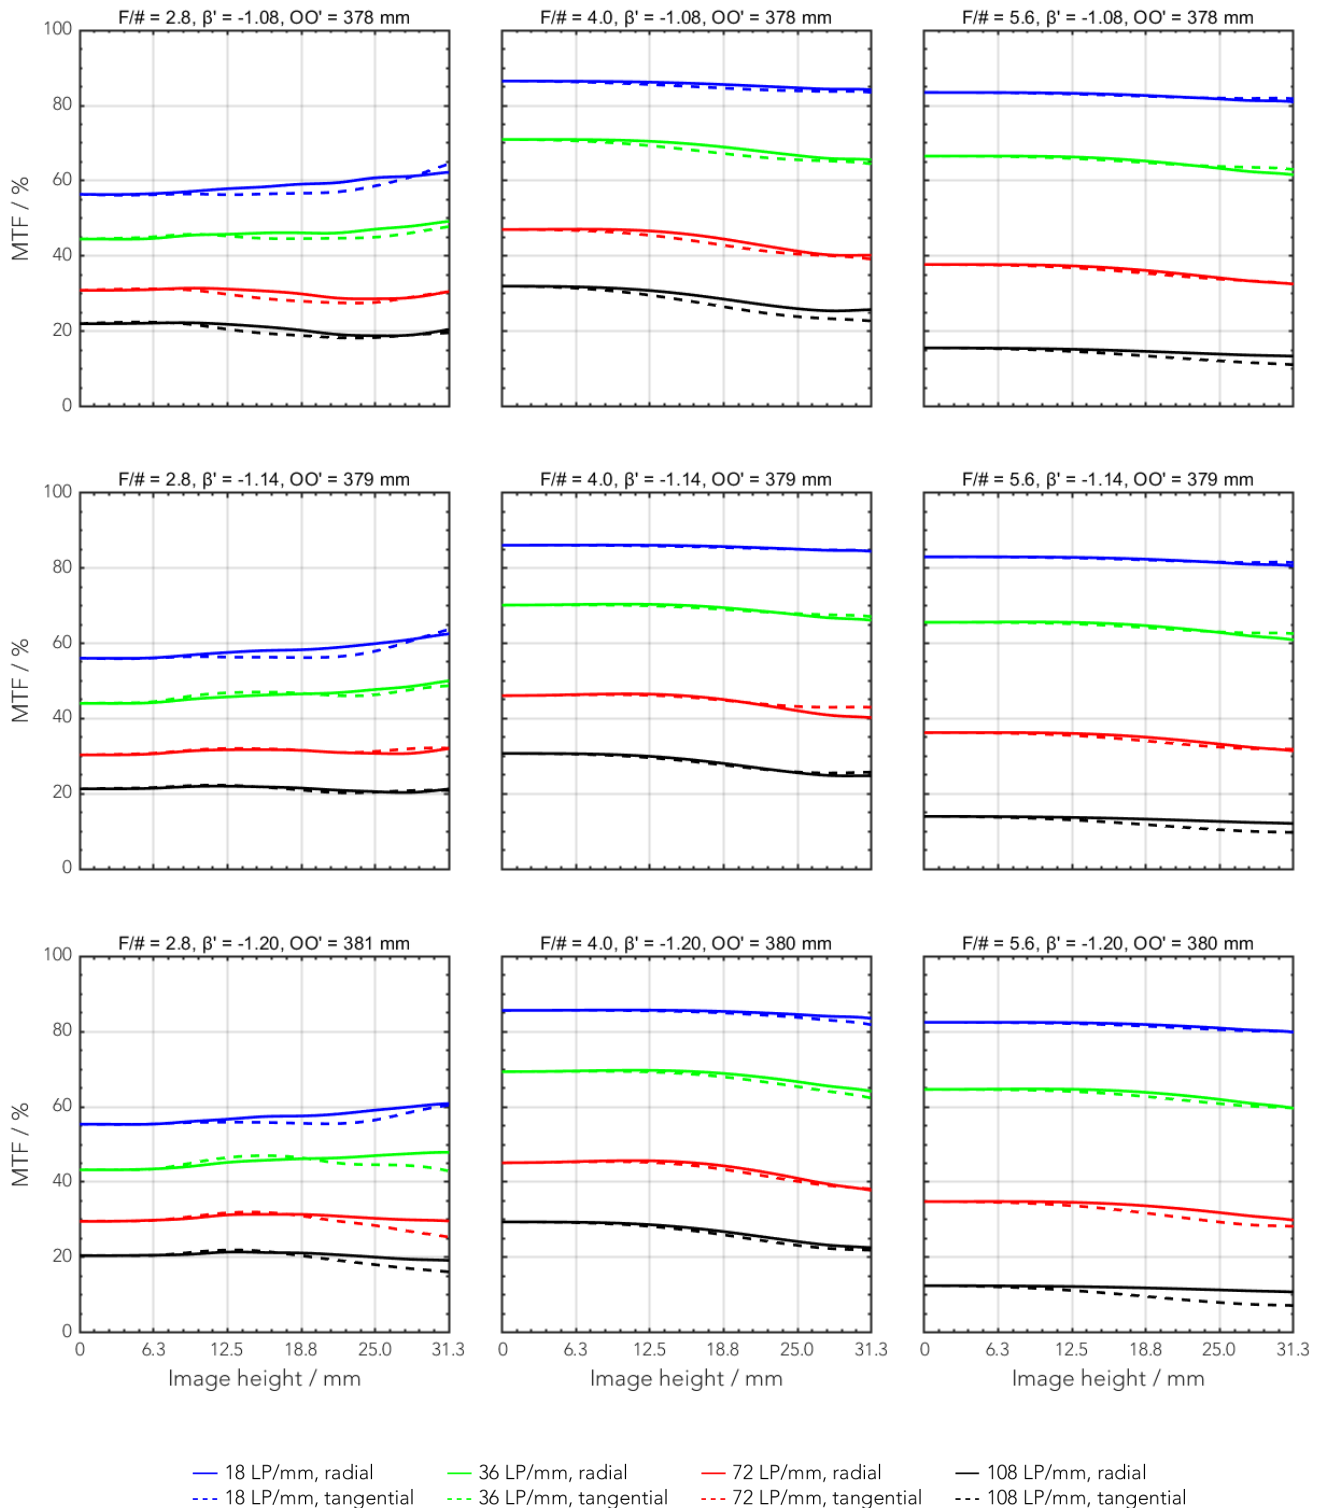 F/# = 2.8, β' = -1.08, OO' = 378 mm
F/# = 4.0, β' = -1.08, OO' = 378 mm
F/# = 5.6, β' = -1.08, OO' = 378 mm
100
80
60
40
20
0
MTF / %
F/# = 2.8, β' = -1.14, OO' = 379 mm
F/# = 4.0, β' = -1.14, OO' = 379 mm
F/# = 5.6, β' = -1.14, OO' = 379 mm
100
80
60
40
20
0
MTF / %
F/# = 2.8, β' = -1.20, OO' = 381 mm
F/# = 4.0, β' = -1.20, OO' = 380 mm
F/# = 5.6, β' = -1.20, OO' = 380 mm
100
80
60
40
20
0
MTF / %
0 6.3 12.5 18.8 25.0 31.3
0 6.3 12.5 18.8 25.0 31.3
0 6.3 12.5 18.8 25.0 31.3
Image height / mm
Image height / mm
Image height / mm
18 LP/mm, radial
36 LP/mm, radial
72 LP/mm, radial
108 LP/mm, radial
18 LP/mm, tangential
36 LP/mm, tangential
72 LP/mm, tangential
108 LP/mm, tangential